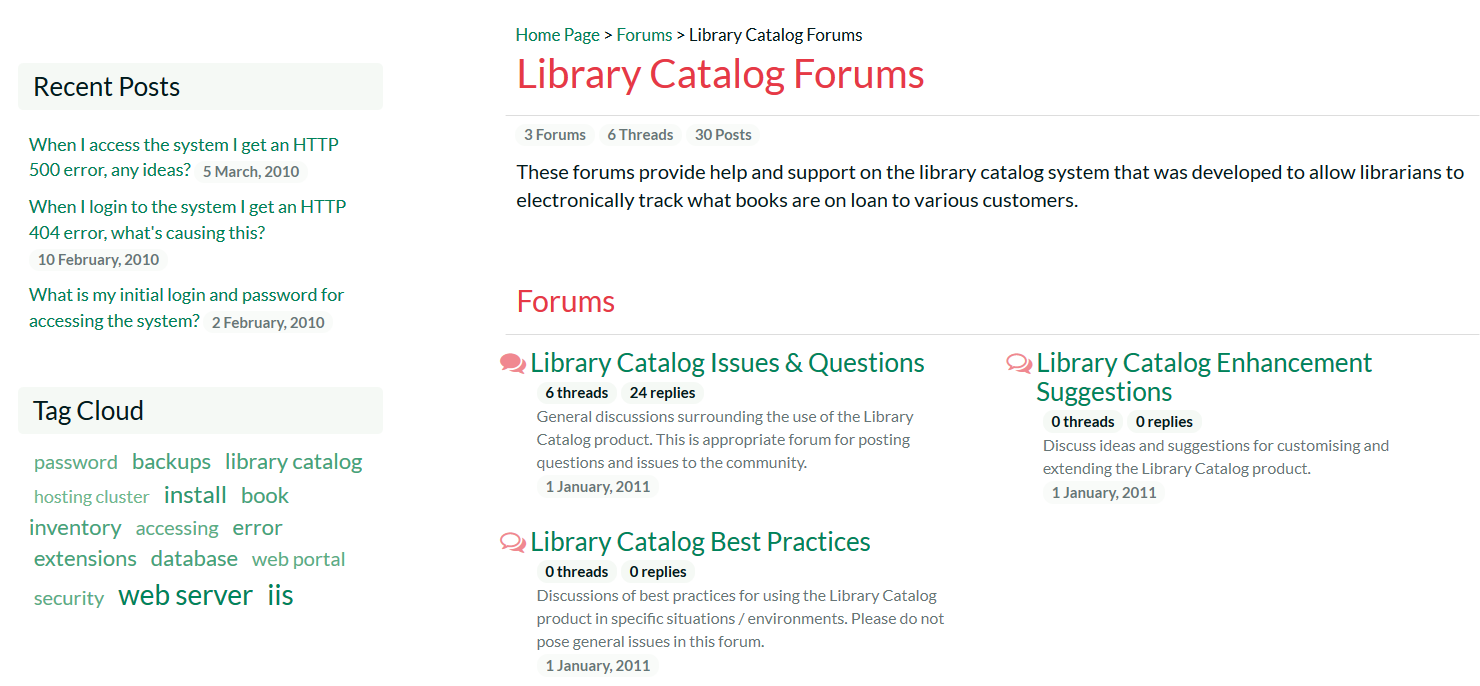 Recent Posts
When I access the system I get an HTTP
500 error, any ideas? 5 March, 2010
When I login to the system I get an HTTP
404 error, what's causing this?
10 February, 2010
What is my initial login and password for
accessing the system? 2 February, 2010
Tag Cloud
password backups library catalog
hosting cluster install book
inventory accessing error
extensions database web portal
security web server iis
Home Page > Forums > Library Catalog Forums
Library Catalog Forums
3 Forums 6 Threads 30 Posts
These forums provide help and support on the library catalog system that was developed to allow librarians to
electronically track what books are on loan to various customers.
Forums
Library Catalog Issues & Questions
6 threads 24 replies
General discussions surrounding the use of the Library
Catalog product. This is appropriate forum for posting
questions and issues to the community.
1 January, 2011
Library Catalog Enhancement
Suggestions
0 threads 0 replies
Discuss ideas and suggestions for customising and
extending the Library Catalog product.
1 January, 2011
Library Catalog Best Practices
0 threads 0 replies
Discussions of best practices for using the Library Catalog
product in specific situations / environments. Please do not
pose general issues in this forum.
1 January, 2011